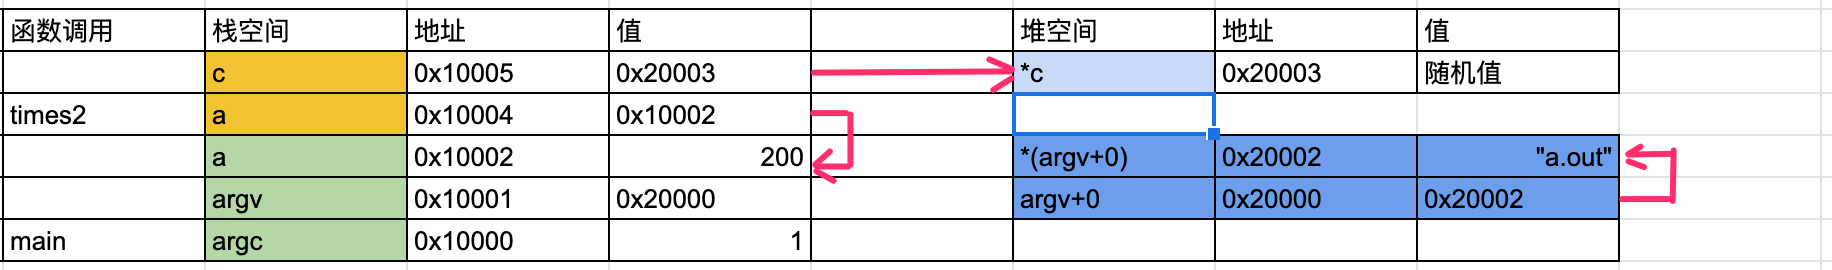 函数调用 栈空间 地址 值 堆空间 地址 值
c 0x10005 0x20003 *c 0x20003 随机值
times2 a 0x10004 0x10002
a 0x10002 200 *(argv+0) 0x20002 "a.out"
argv 0x10001 0x20000 argv+0 0x20000 0x20002
main argc 0x10000 1